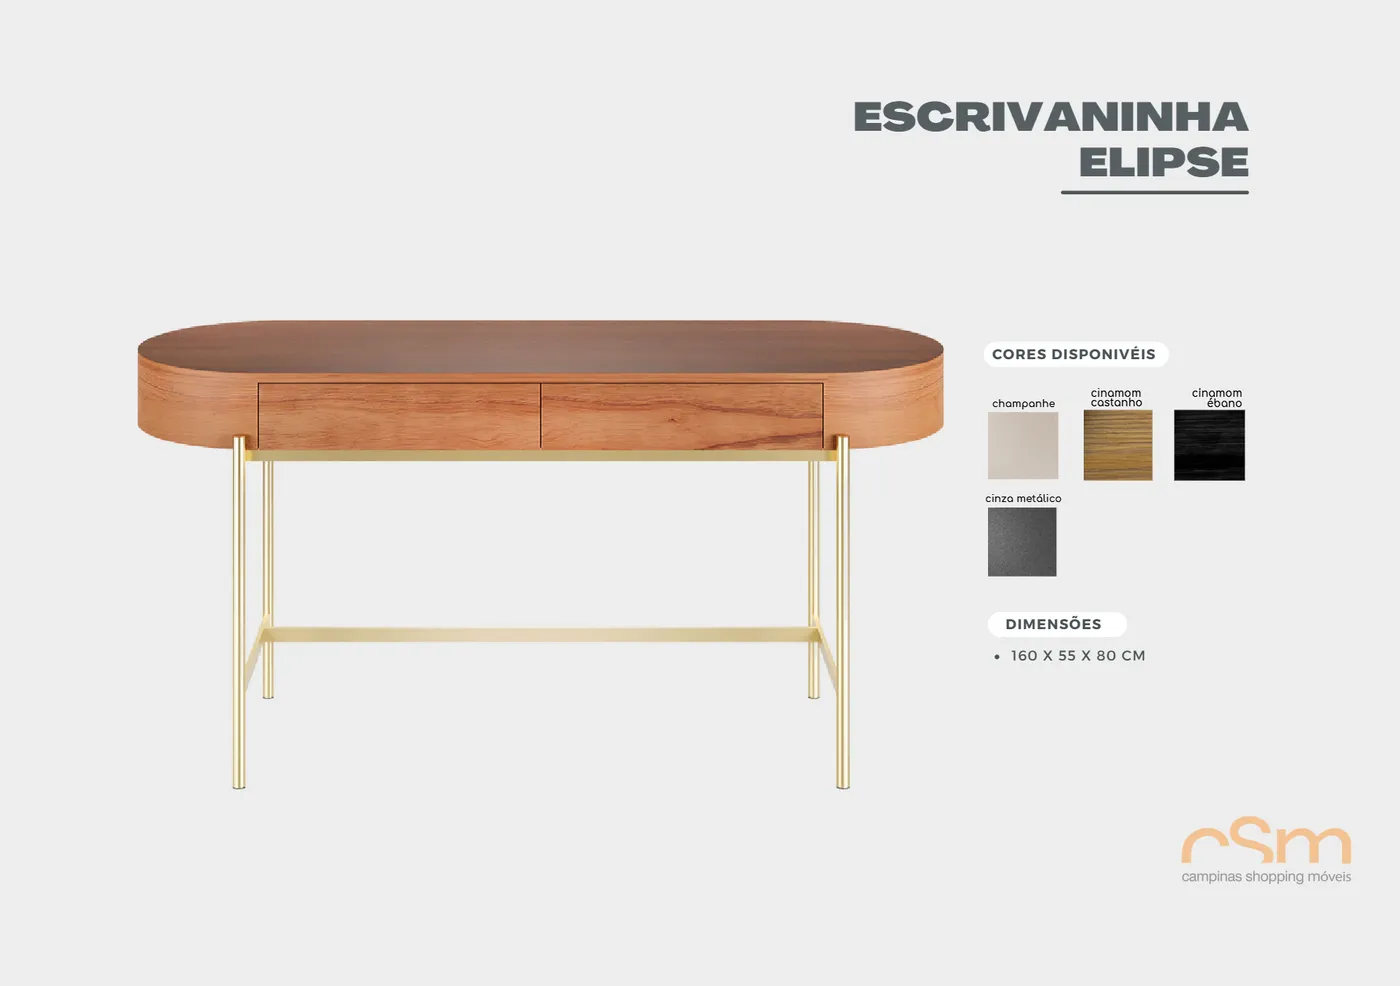 ESCRIVANINHA
ELIPSE
CORES DISPONIVÉIS
champanhe
cinamom
castanho
cinamom
ébano
cinza metálico
DIMENSÕES
• 160 X 55 X 80 CM
csm
campinas shopping móveis